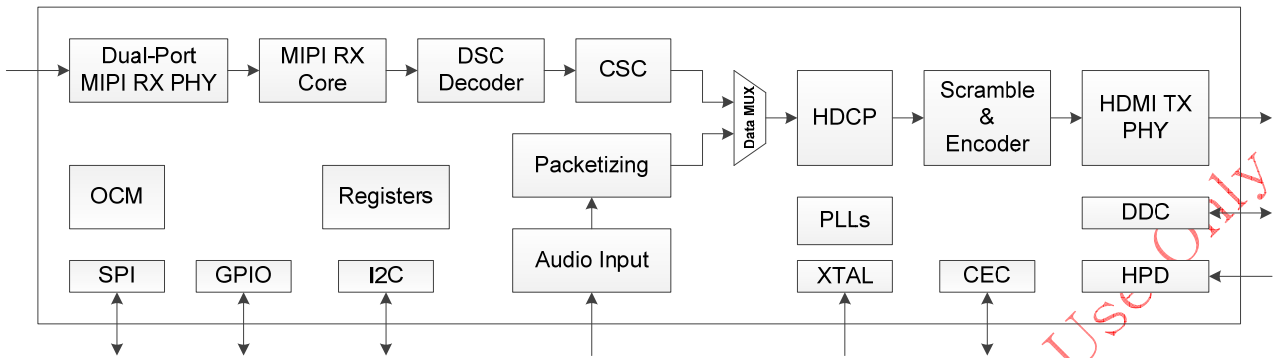 Dual-Port
MIPI RX PHY
MIPI RX
Core
DSC
Decoder
CSC
Data MUX
HDCP
Scramble
&
Encoder
HDMI TX
PHY
Packetizing
OCM
Registers
PLLs
DDC
Audio Input
SPI
GPIO
I2C
XTAL
CEC
HPD
Use Only